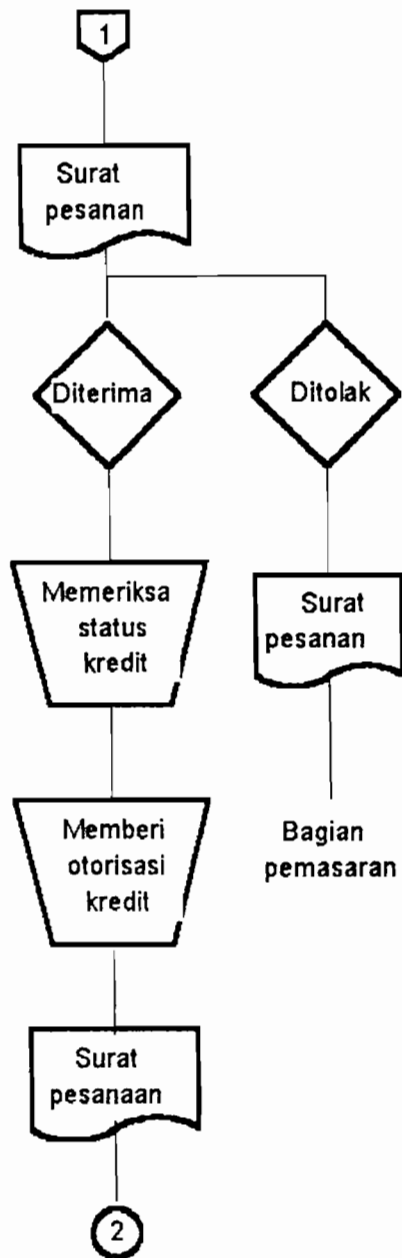 1
Surat
pesanan
Diterima
Ditolak
Memeriksa
status
kredit
Surat
pesanan
Memberi
otorisasi
kredit
Bagian
pemasaran
Surat
pesanaan
2